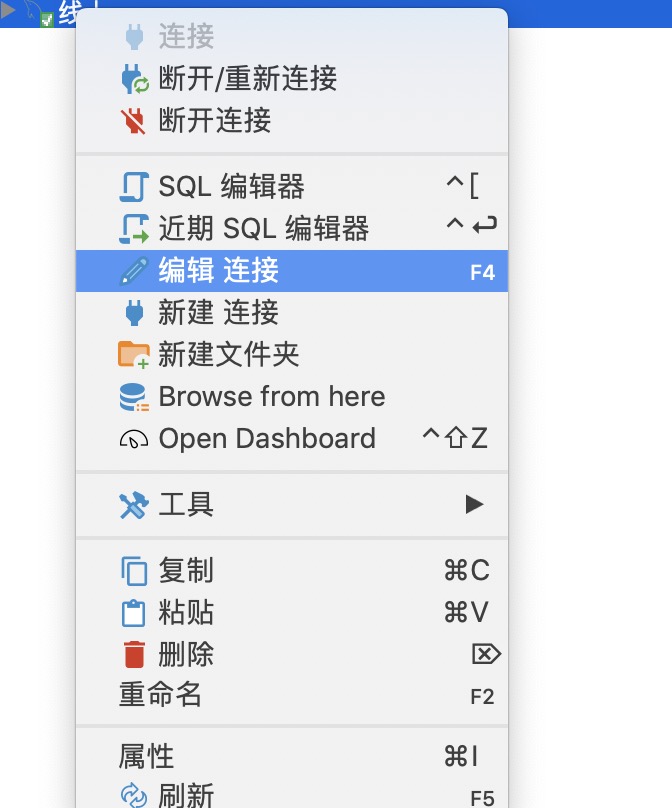 线上
连接
断开/重新连接
断开连接
SQL 编辑器 ^[
近期 SQL 编辑器 ^↩
编辑 连接 F4
新建 连接
新建文件夹
Browse from here
Open Dashboard ^⇧Z
工具 ▶
复制 ⌘C
粘贴 ⌘V
删除 ⌦
重命名 F2
属性 ⌘I
刷新 F5